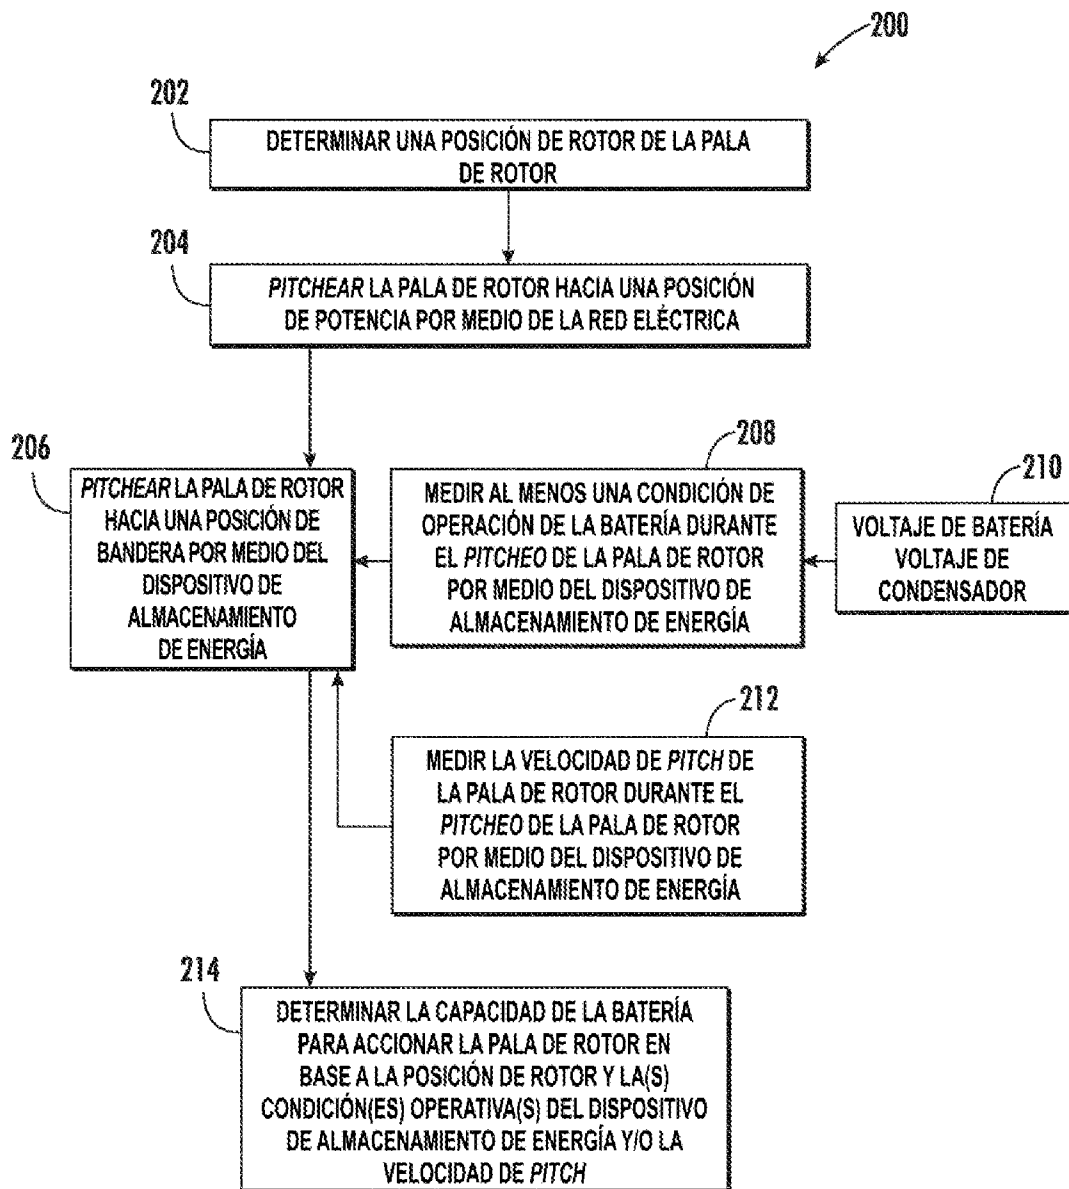 200
202
DETERMINAR UNA POSICIÓN DE ROTOR DE LA PALA
DE ROTOR
204
PITCHEAR LA PALA DE ROTOR HACIA UNA POSICIÓN
DE POTENCIA POR MEDIO DE LA RED ELÉCTRICA
206
PITCHEAR LA PALA DE ROTOR
HACIA UNA POSICIÓN DE
BANDERA POR MEDIO DEL
DISPOSITIVO DE
ALMACENAMIENTO
DE ENERGÍA
208
MEDIR AL MENOS UNA CONDICIÓN DE
OPERACIÓN DE LA BATERÍA DURANTE
EL PITCHEO DE LA PALA DE ROTOR
POR MEDIO DEL DISPOSITIVO DE
ALMACENAMIENTO DE ENERGÍA
210
VOLTAJE DE BATERÍA
VOLTAJE DE
CONDENSADOR
212
MEDIR LA VELOCIDAD DE PITCH DE
LA PALA DE ROTOR DURANTE EL
PITCHEO DE LA PALA DE ROTOR
POR MEDIO DEL DISPOSITIVO DE
ALMACENAMIENTO DE ENERGÍA
214
DETERMINAR LA CAPACIDAD DE LA BATERÍA
PARA ACCIONAR LA PALA DE ROTOR EN
BASE A LA POSICIÓN DE ROTOR Y LA(S)
CONDICIÓN(ES) OPERATIVA(S) DEL DISPOSITIVO
DE ALMACENAMIENTO DE ENERGÍA Y/O LA
VELOCIDAD DE PITCH